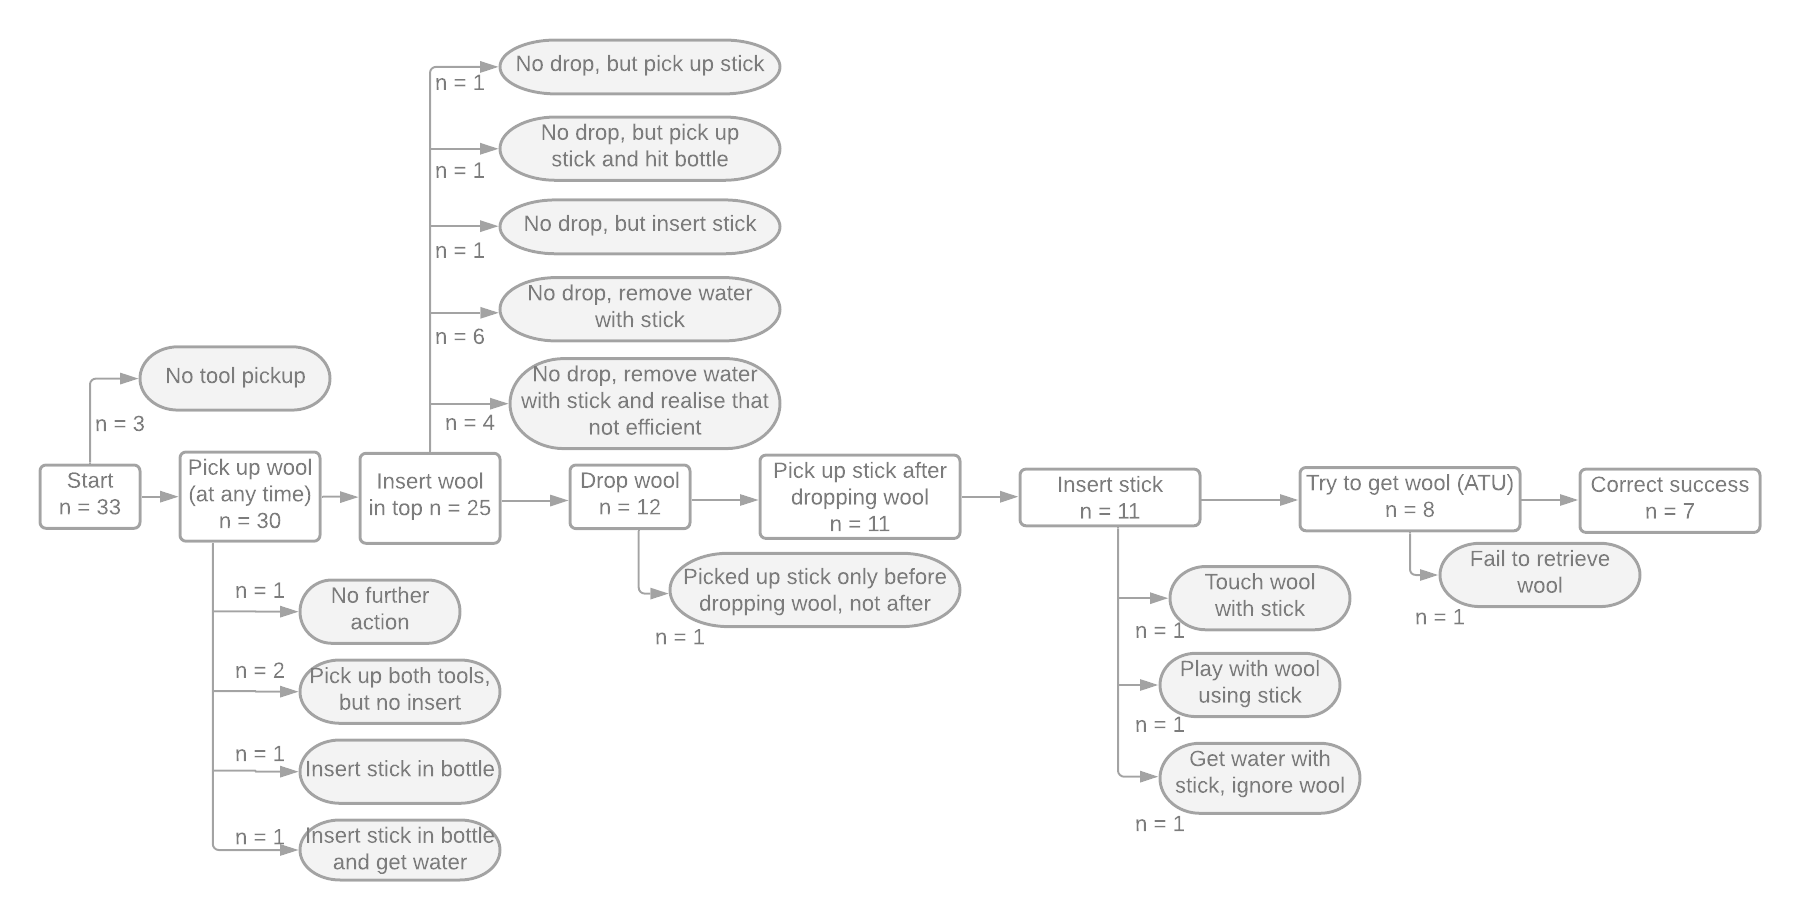 No drop, but pick up stick
n = 1
No drop, but pick up
stick and hit bottle
n = 1
No drop, but insert stick
n = 1
No drop, remove water
with stick
n = 6
No drop, remove water
with stick and realise that
not efficient
n = 4
No tool pickup
n = 3
Start
n = 33
Pick up wool
(at any time)
n = 30
Insert wool
in top n = 25
Drop wool
n = 12
Pick up stick after
dropping wool
n = 11
Insert stick
n = 11
Try to get wool (ATU)
n = 8
Correct success
n = 7
n = 1
No further
action
n = 2
Pick up both tools,
but no insert
n = 1
Insert stick in bottle
n = 1
Insert stick in bottle
and get water
Picked up stick only before
dropping wool, not after
n = 1
Touch wool
with stick
n = 1
Play with wool
using stick
n = 1
Get water with
stick, ignore wool
n = 1
Fail to retrieve
wool
n = 1